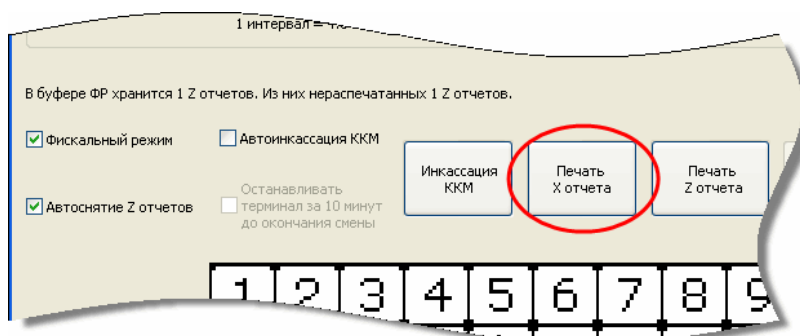 1 интервал =
В буфере ФР хранится 1 Z отчетов. Из них нераспечатанных 1 Z отчетов.
Фискальный режим
Автоинкассация ККМ
Автоснятие Z отчетов
Останавливать
терминал за 10 минут
до окончания смены
Инкассация
ККМ
Печать
X отчета
Печать
Z отчета
1 2 3 4 5 6 7 8 9